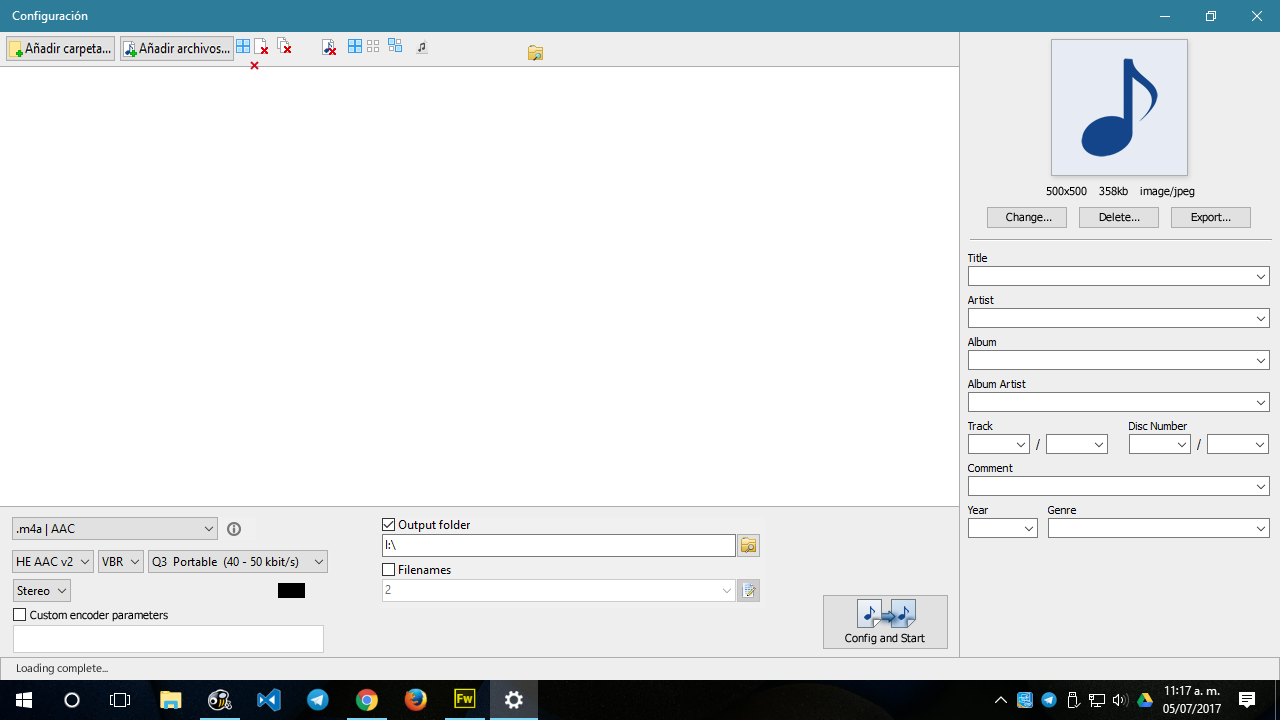 Configuración
Añadir carpeta...
Añadir archivos...
500x500 358kb image/jpeg
Change... Delete... Export...
Title
Artist
Album
Album Artist
Track Disc Number
/ /
Comment
Year Genre
.m4a | AAC
HE AAC v2 VBR Q3 Portable (40 - 50 kbit/s)
Stereo
Custom encoder parameters
Output folder
I:\
Filenames
2
Config and Start
Loading complete...
Fw
11:17 a. m.
05/07/2017